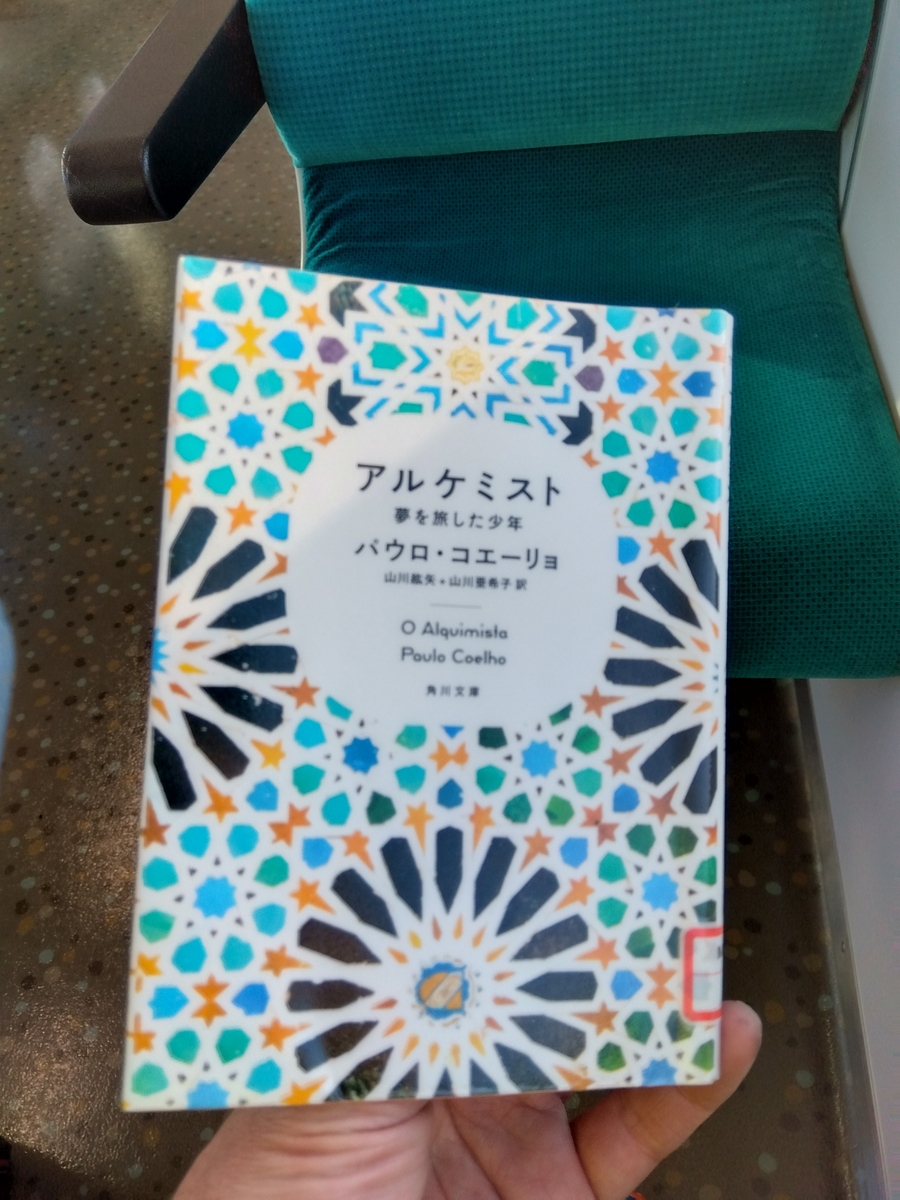 アルケミスト
夢を旅した少年
パウロ・コエーリョ
山川紘矢+山川亜希子 訳
O Alquimista
Paulo Coelho
角川文庫